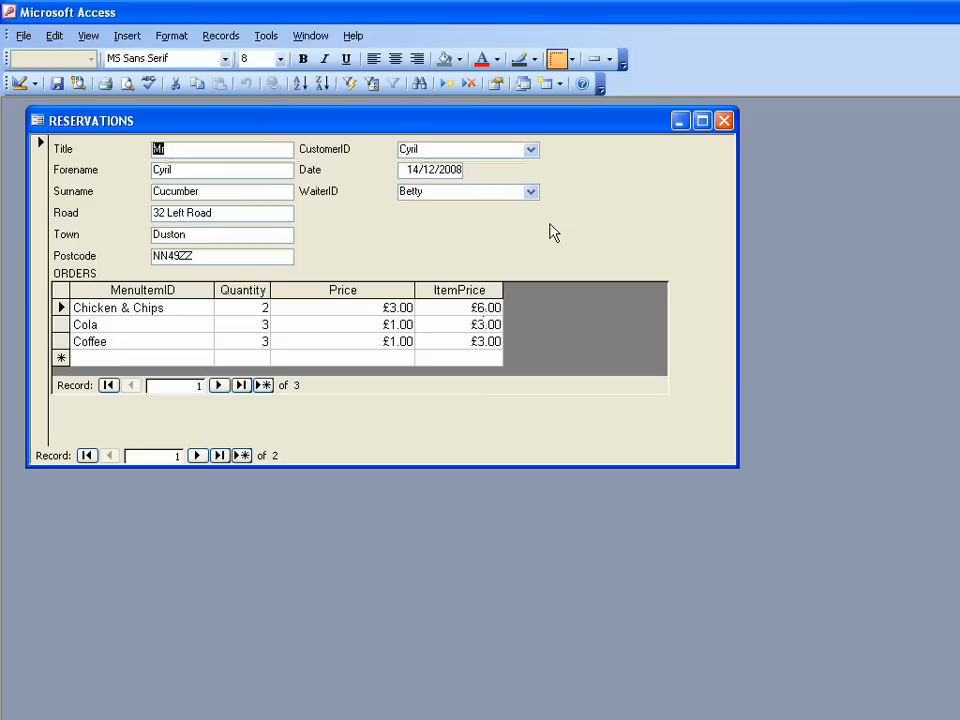 Microsoft Access
File Edit View Insert Format Records Tools Window Help
MS Sans Serif 8 B I U A
RESERVATIONS
Title Mr CustomerID Cyril
Forename Cyril Date 14/12/2008
Surname Cucumber WaiterID Betty
Road 32 Left Road
Town Duston
Postcode NN49ZZ
ORDERS
MenuItemID Quantity Price ItemPrice
Chicken & Chips 2 £3.00 £6.00
Cola 3 £1.00 £3.00
Coffee 3 £1.00 £3.00
Record: 1 of 3
Record: 1 of 2